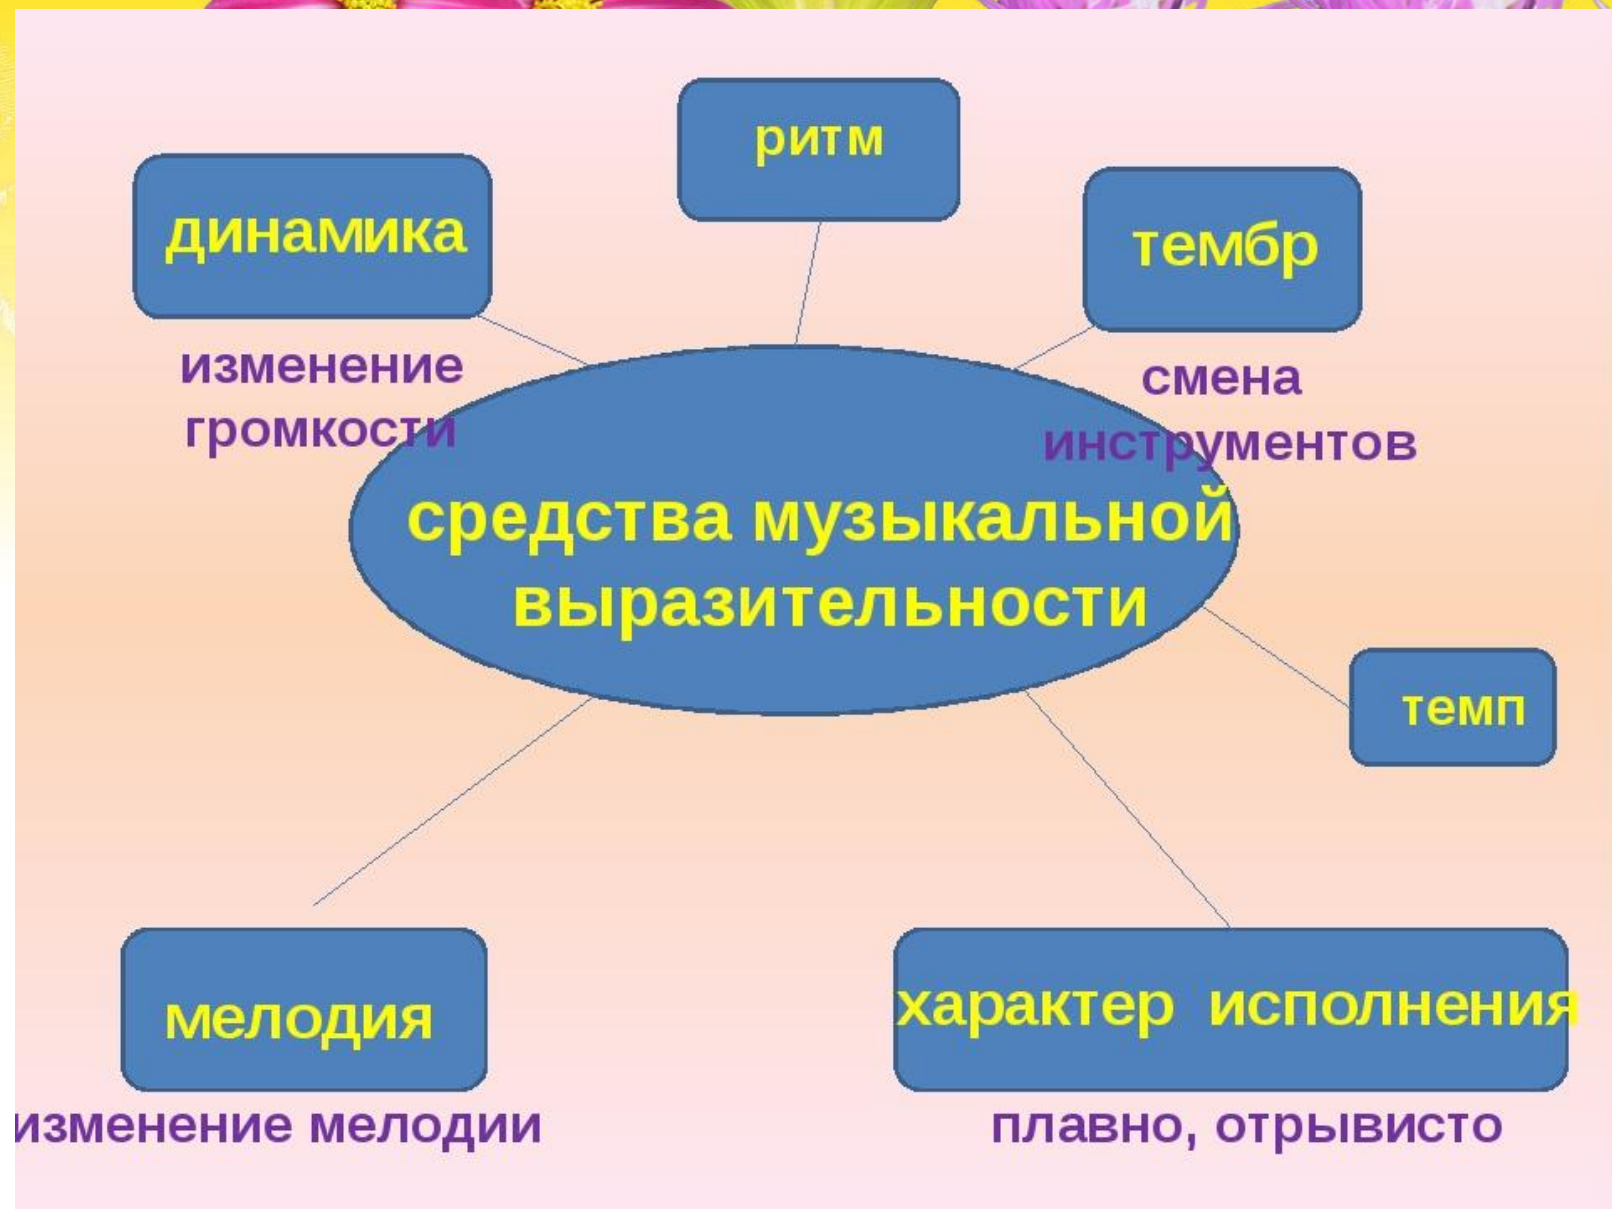 ритм
динамика
тембр
изменение
громкости
смена
инструментов
средства музыкальной
выразительности
темп
мелодия
характер исполнения
изменение мелодии
плавно, отрывисто